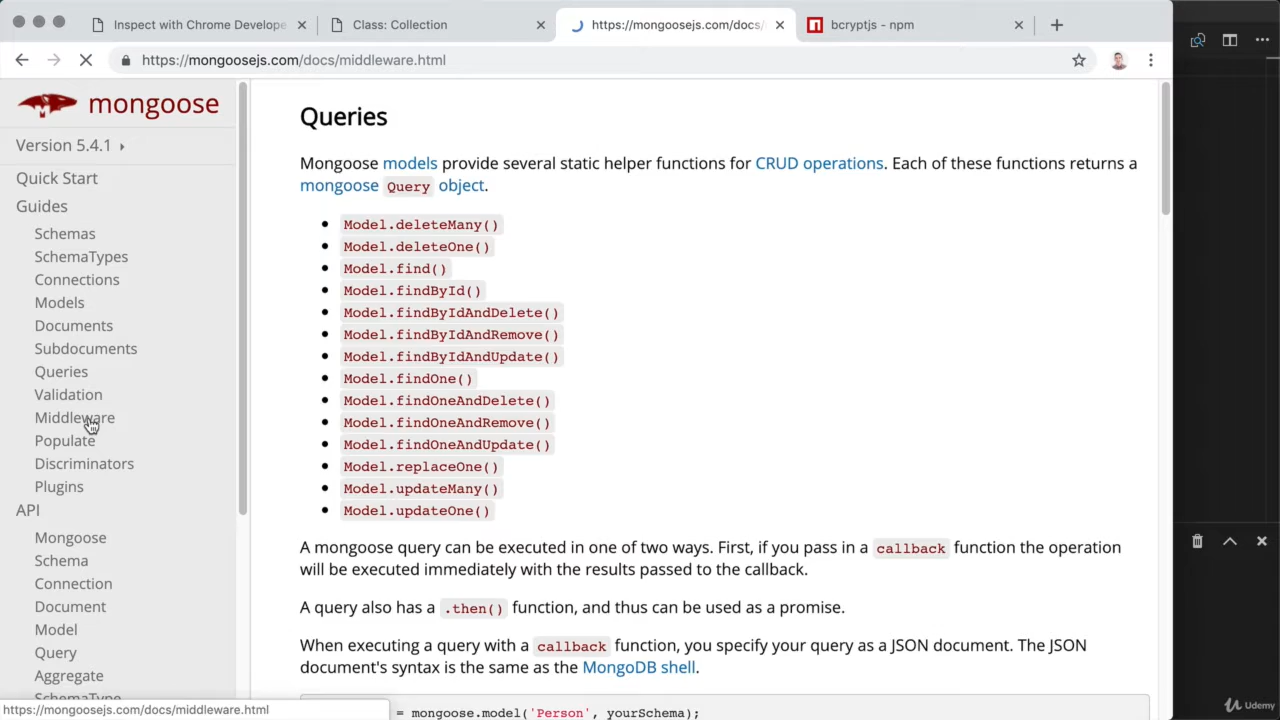 Inspect with Chrome Develope
Class: Collection
https://mongoosejs.com/docs/
bcryptjs - npm
https://mongoosejs.com/docs/middleware.html
mongoose
Version 5.4.1
Quick Start
Guides
Schemas
SchemaTypes
Connections
Models
Documents
Subdocuments
Queries
Validation
Middleware
Populate
Discriminators
Plugins
API
Mongoose
Schema
Connection
Document
Model
Query
Aggregate
SchemaType
https://mongoosejs.com/docs/middleware.html
Queries
Mongoose models provide several static helper functions for CRUD operations. Each of these functions returns a
mongoose Query object.
Model.deleteMany()
Model.deleteOne()
Model.find()
Model.findById()
Model.findByIdAndDelete()
Model.findByIdAndRemove()
Model.findByIdAndUpdate()
Model.findOne()
Model.findOneAndDelete()
Model.findOneAndRemove()
Model.findOneAndUpdate()
Model.replaceOne()
Model.updateMany()
Model.updateOne()
A mongoose query can be executed in one of two ways. First, if you pass in a callback function the operation
will be executed immediately with the results passed to the callback.
A query also has a .then() function, and thus can be used as a promise.
When executing a query with a callback function, you specify your query as a JSON document. The JSON
document's syntax is the same as the MongoDB shell.
= mongoose.model('Person', yourSchema);
Udemy